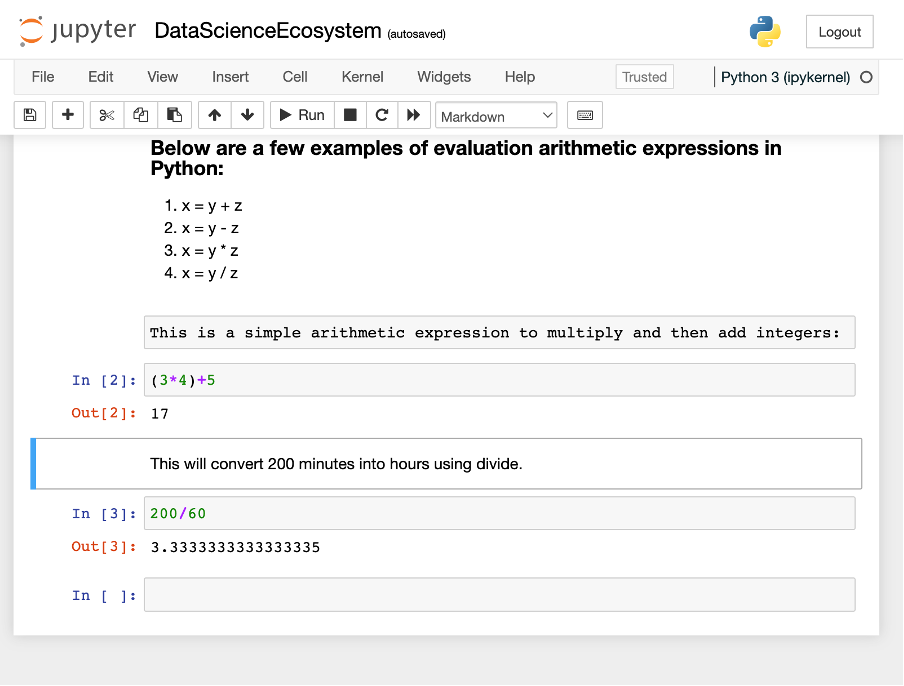 jupyter DataScienceEcosystem (autosaved) Logout
File Edit View Insert Cell Kernel Widgets Help Trusted Python 3 (ipykernel)
Run Markdown
Below are a few examples of evaluation arithmetic expressions in
Python:
1. x = y + z
2. x = y - z
3. x = y * z
4. x = y / z
This is a simple arithmetic expression to multiply and then add integers:
In [2]: (3*4)+5
Out[2]: 17
This will convert 200 minutes into hours using divide.
In [3]: 200/60
Out[3]: 3.3333333333333335
In [ ]: